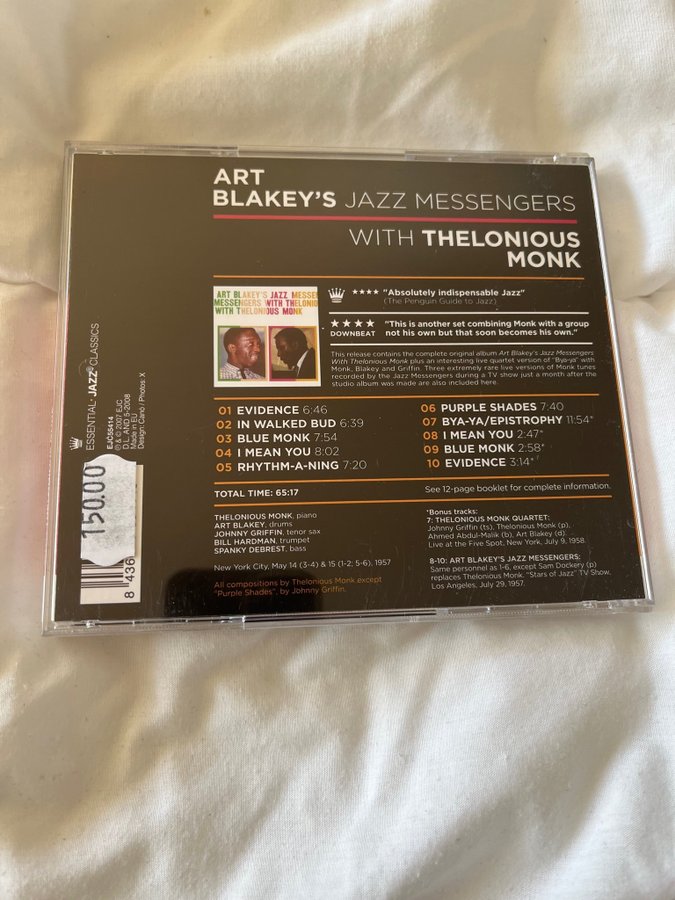 ART
BLAKEY'S JAZZ MESSENGERS
WITH THELONIOUS
MONK
ART BLAKEY'S JAZZ MESSEN
MESSENGERS WITH THELONIO
WITH THELONIOUS MONK
★★★★ "Absolutely indispensable Jazz"
(The Penguin Guide to Jazz)
★★★★
DOWNBEAT
"This is another set combining Monk with a group
not his own but that soon becomes his own."
This release contains the complete original album Art Blakey's Jazz Messengers
With Thelonious Monk plus an interesting live quartet version of "Bye-ya" with
Monk, Blakey and Griffin. Three extremely rare live versions of Monk tunes
recorded by the Jazz Messengers during a TV show just a month after the
studio album was made are also included here.
01 EVIDENCE 6:46
02 IN WALKED BUD 6:39
03 BLUE MONK 7:54
04 I MEAN YOU 8:02
05 RHYTHM-A-NING 7:20
06 PURPLE SHADES 7:40
07 BYA-YA/EPISTROPHY 11:54*
08 I MEAN YOU 2:47*
09 BLUE MONK 2:58*
10 EVIDENCE 3:14*
TOTAL TIME: 65:17
See 12-page booklet for complete information.
THELONIOUS MONK, piano
ART BLAKEY, drums
JOHNNY GRIFFIN, tenor sax
BILL HARDMAN, trumpet
SPANKY DEBREST, bass
New York City, May 14 (3-4) & 15 (1-2; 5-6), 1957
All compositions by Thelonious Monk except
"Purple Shades", by Johnny Griffin.
*Bonus tracks:
7: THELONIOUS MONK QUARTET:
Johnny Griffin (ts), Thelonious Monk (p),
Ahmed Abdul-Malik (b), Art Blakey (d):
Live at the Five Spot, New York, July 9, 1958.
8-10: ART BLAKEY'S JAZZ MESSENGERS:
Same personnel as 1-6, except Sam Dockery (p)
replaces Thelonious Monk. "Stars of Jazz" TV Show,
Los Angeles, July 29, 1957.
ESSENTIAL JAZZ® CLASSICS
EJC55414
℗ & © 2007 EJC
D.L. AND 5-2008
Made in EU
Design: Carlo / Photos: X
150.00
8 436